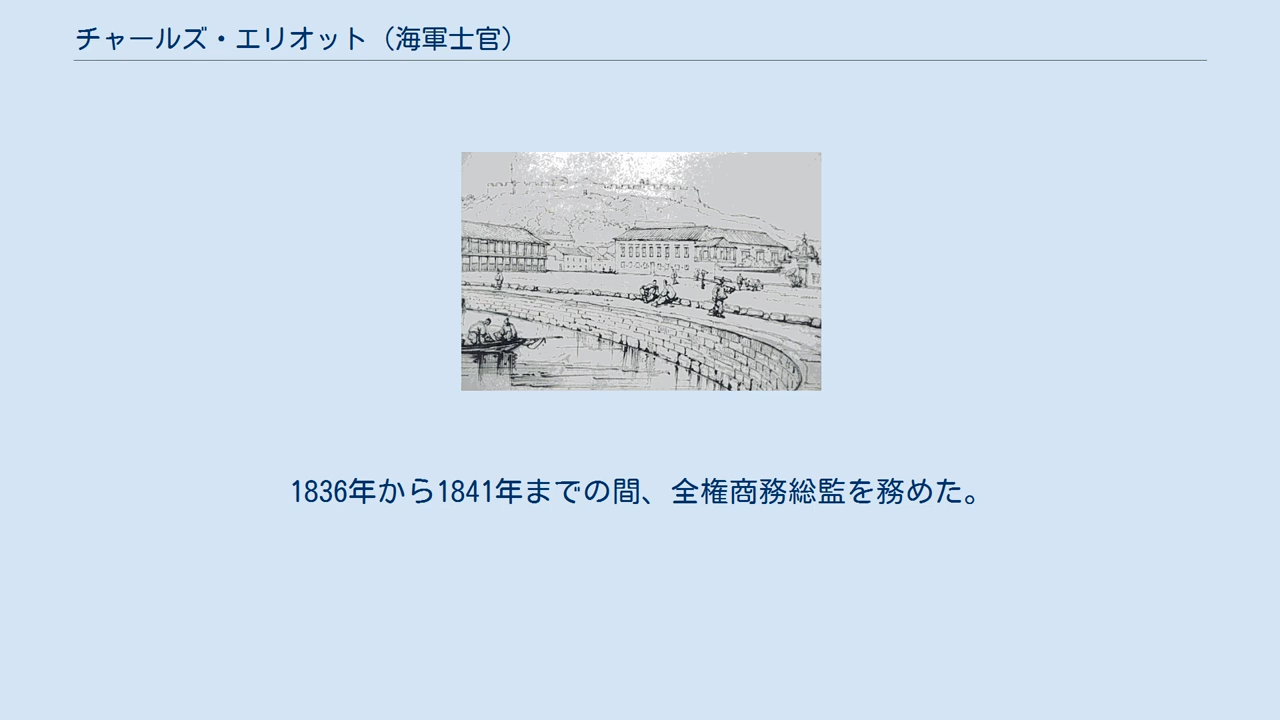 チャールズ・エリオット（海軍士官）
1836年から1841年までの間、全権商務総監を務めた。